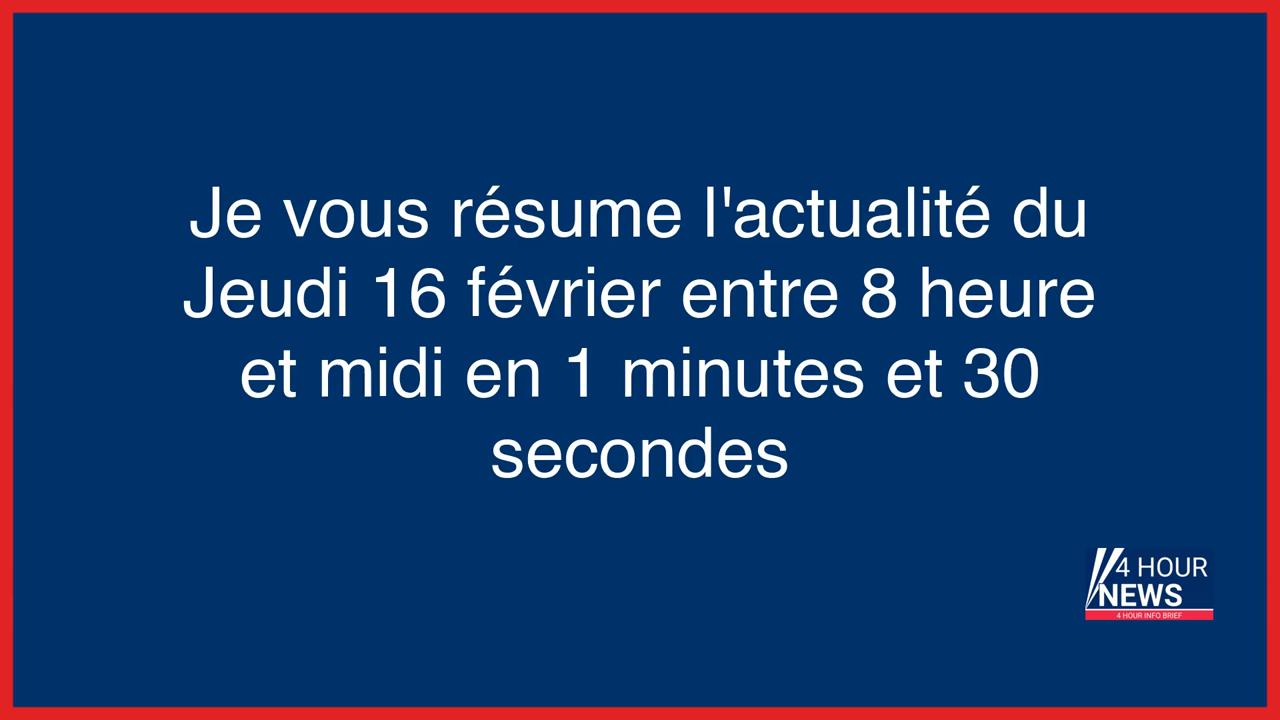 Je vous résume l'actualité du
Jeudi 16 février entre 8 heure
et midi en 1 minutes et 30
secondes
4 HOUR
NEWS
4 HOUR INFO BRIEF